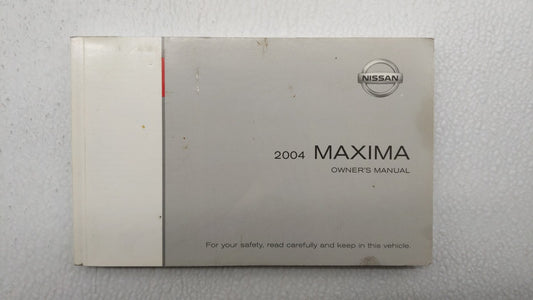 NISSAN
2004 MAXIMA
OWNER'S MANUAL
For your safety, read carefully and keep in this vehicle.